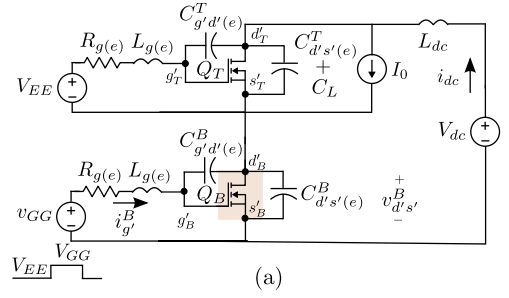 C^T_{g'd'(e)} d'_T C^T_{d's'(e)}
R_{g(e)} L_{g(e)} + C_L I_0 L_{dc}
g'_T Q_T s'_T
V_{EE} i_{dc}
V_{dc}
C^B_{g'd'(e)} d'_B
R_{g(e)} L_{g(e)}
Q_B C^B_{d's'(e)} + v^B_{d's'} −
v_{GG} i^B_{g'} g'_B s'_B
V_{EE} V_{GG}
(a)